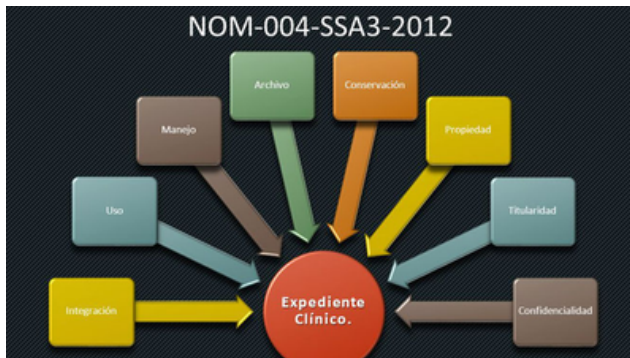 NOM-004-SSA3-2012
Archivo
Conservación
Manejo
Propiedad
Uso
Titularidad
Integración
Expediente
Clínico.
Confidencialidad